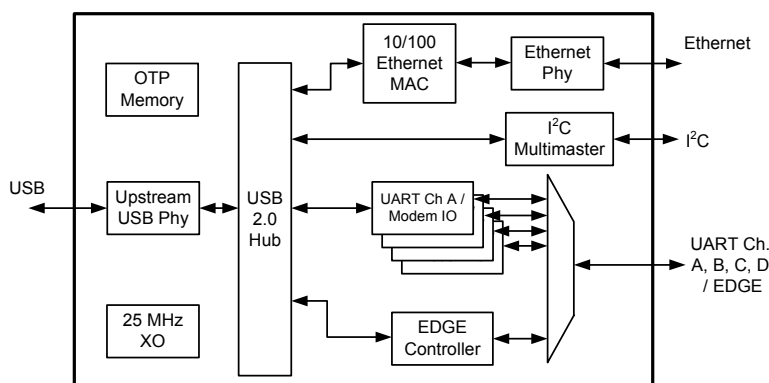 10/100
Ethernet
MAC
Ethernet
Phy
Ethernet
OTP
Memory
I²C
Multimaster
I²C
USB
Upstream
USB Phy
USB
2.0
Hub
UART Ch A /
Modem IO
UART Ch.
A, B, C, D
/ EDGE
25 MHz
XO
EDGE
Controller